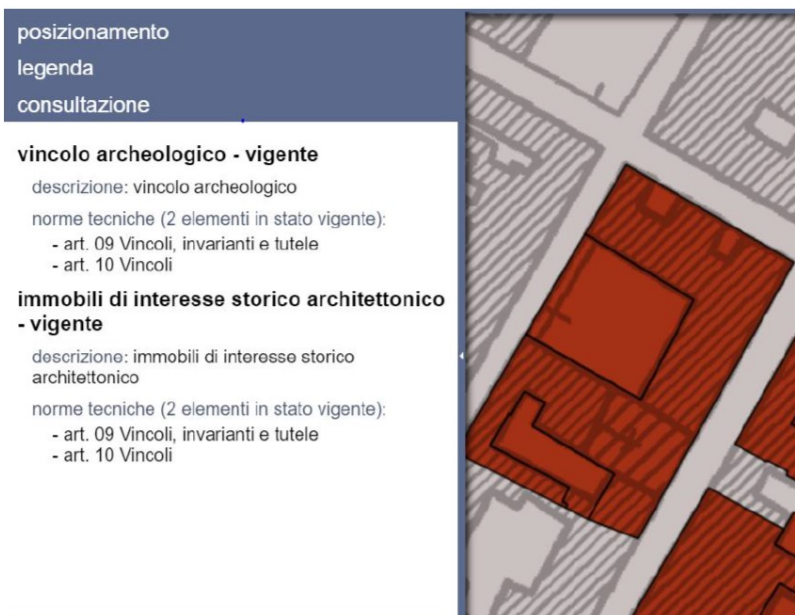 posizionamento
legenda
consultazione
vincolo archeologico - vigente
descrizione: vincolo archeologico
norme tecniche (2 elementi in stato vigente):
- art. 09 Vincoli, invarianti e tutele
- art. 10 Vincoli
immobili di interesse storico architettonico
- vigente
descrizione: immobili di interesse storico
architettonico
norme tecniche (2 elementi in stato vigente):
- art. 09 Vincoli, invarianti e tutele
- art. 10 Vincoli